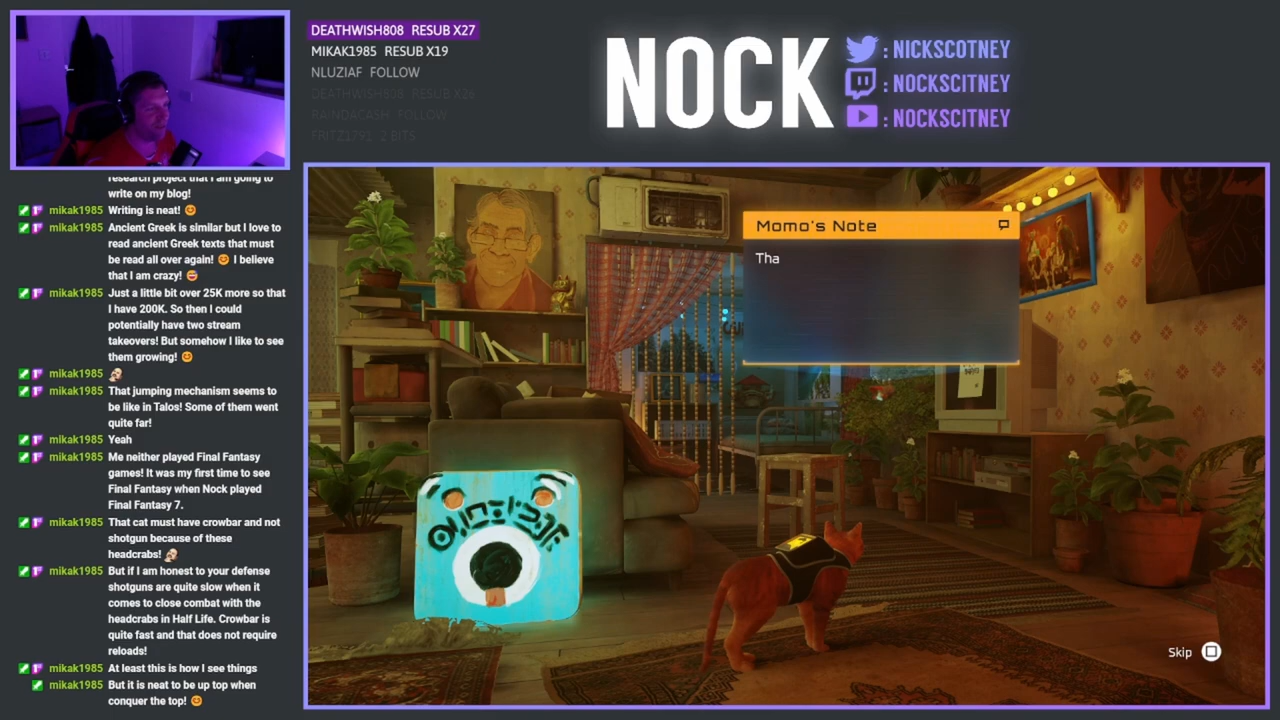 DEATHWISH808 RESUB X27
MIKAK1985 RESUB X19
NLUZIAF FOLLOW
DEATHWISH808 RESUB X26
RAINDACASH FOLLOW
FRITZ1791 2 BITS
NOCK
: NICKSCOTNEY
: NOCKSCITNEY
: NOCKSCITNEY
research project that I am going to
write on my blog!
mikak1985 Writing is neat! 😊
mikak1985 Ancient Greek is similar but I love to
read ancient Greek texts that must
be read all over again! 😊 I believe
that I am crazy! 😂
mikak1985 Just a little bit over 25K more so that
I have 200K. So then I could
potentially have two stream
takeovers! But somehow I like to see
them growing! 😊
mikak1985
mikak1985 That jumping mechanism seems to
be like in Talos! Some of them went
quite far!
mikak1985 Yeah
mikak1985 Me neither played Final Fantasy
games! It was my first time to see
Final Fantasy when Nock played
Final Fantasy 7.
mikak1985 That cat must have crowbar and not
shotgun because of these
headcrabs!
mikak1985 But if I am honest to your defense
shotguns are quite slow when it
comes to close combat with the
headcrabs in Half Life. Crowbar is
quite fast and that does not require
reloads!
mikak1985 At least this is how I see things
mikak1985 But it is neat to be up top when
conquer the top! 😊
Momo's Note
Tha
Skip